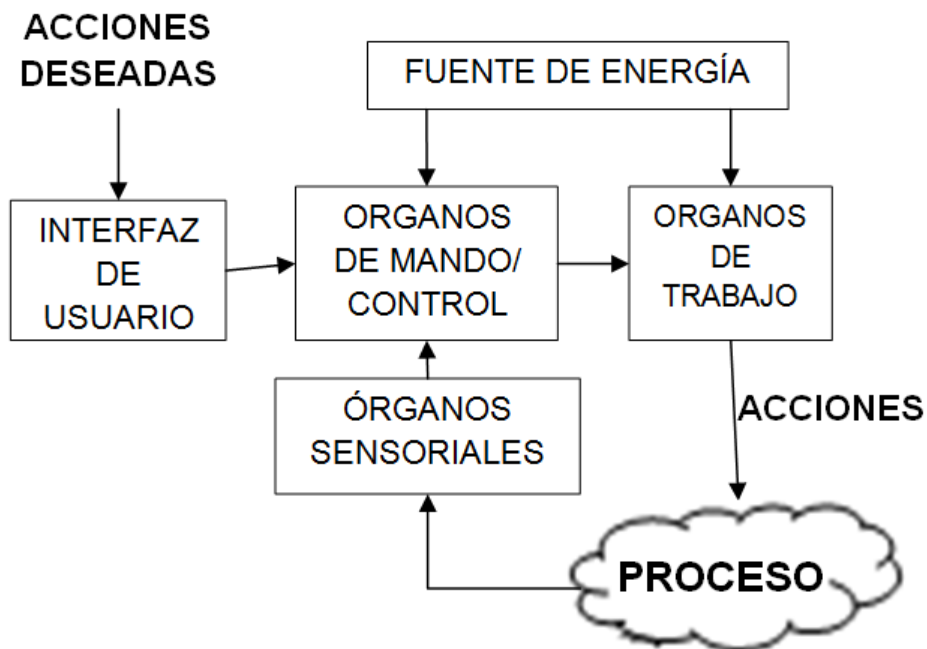 ACCIONES
DESEADAS
FUENTE DE ENERGÍA
INTERFAZ
DE
USUARIO
ORGANOS
DE MANDO/
CONTROL
ORGANOS
DE
TRABAJO
ÓRGANOS
SENSORIALES
ACCIONES
PROCESO